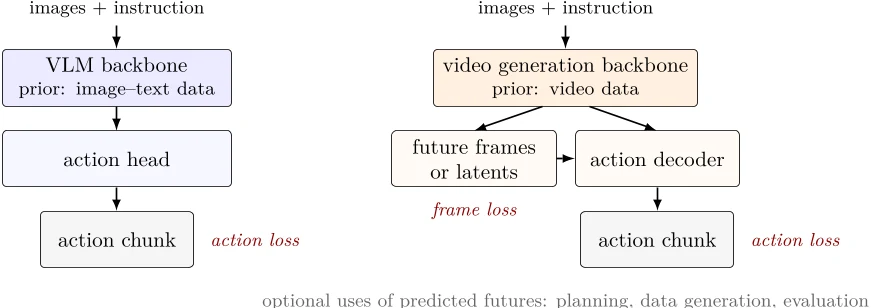 images + instruction
VLM backbone
prior: image–text data
action head
action chunk
action loss
images + instruction
video generation backbone
prior: video data
future frames
or latents
action decoder
frame loss
action chunk
action loss
optional uses of predicted futures: planning, data generation, evaluation